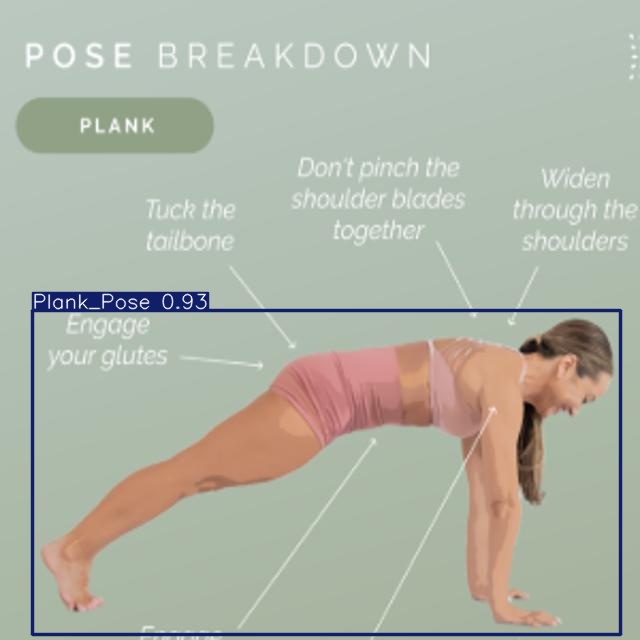 POSE BREAKDOWN
PLANK
Don't pinch the
shoulder blades
together
Widen
through the
shoulders
Tuck the
tailbone
Plank_Pose 0.93
Engage
your glutes
Engage